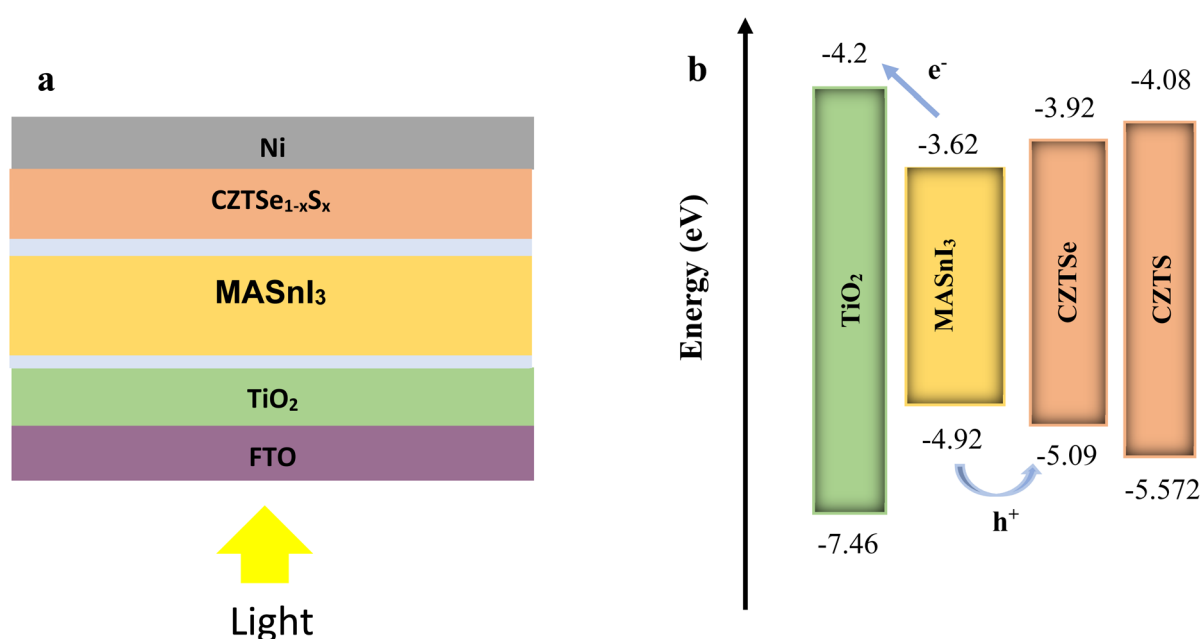 a
Ni
CZTSe₁₋ₓSₓ
MASnI₃
TiO₂
FTO
Light
b
Energy (eV)
-4.2
e⁻
-3.62
-3.92
-4.08
TiO₂
MASnI₃
CZTSe
CZTS
-4.92
-5.09
-5.572
h⁺
-7.46